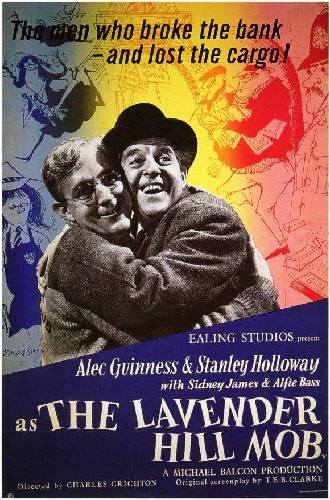 The men who broke the bank
- and lost the cargo!
EALING STUDIOS present
Alec Guinness & Stanley Holloway
with Sidney James & Alfie Bass
as THE LAVENDER
HILL MOB
A MICHAEL BALCON PRODUCTION
Directed by CHARLES CRICHTON
Original screenplay by T.E.B. CLARKE